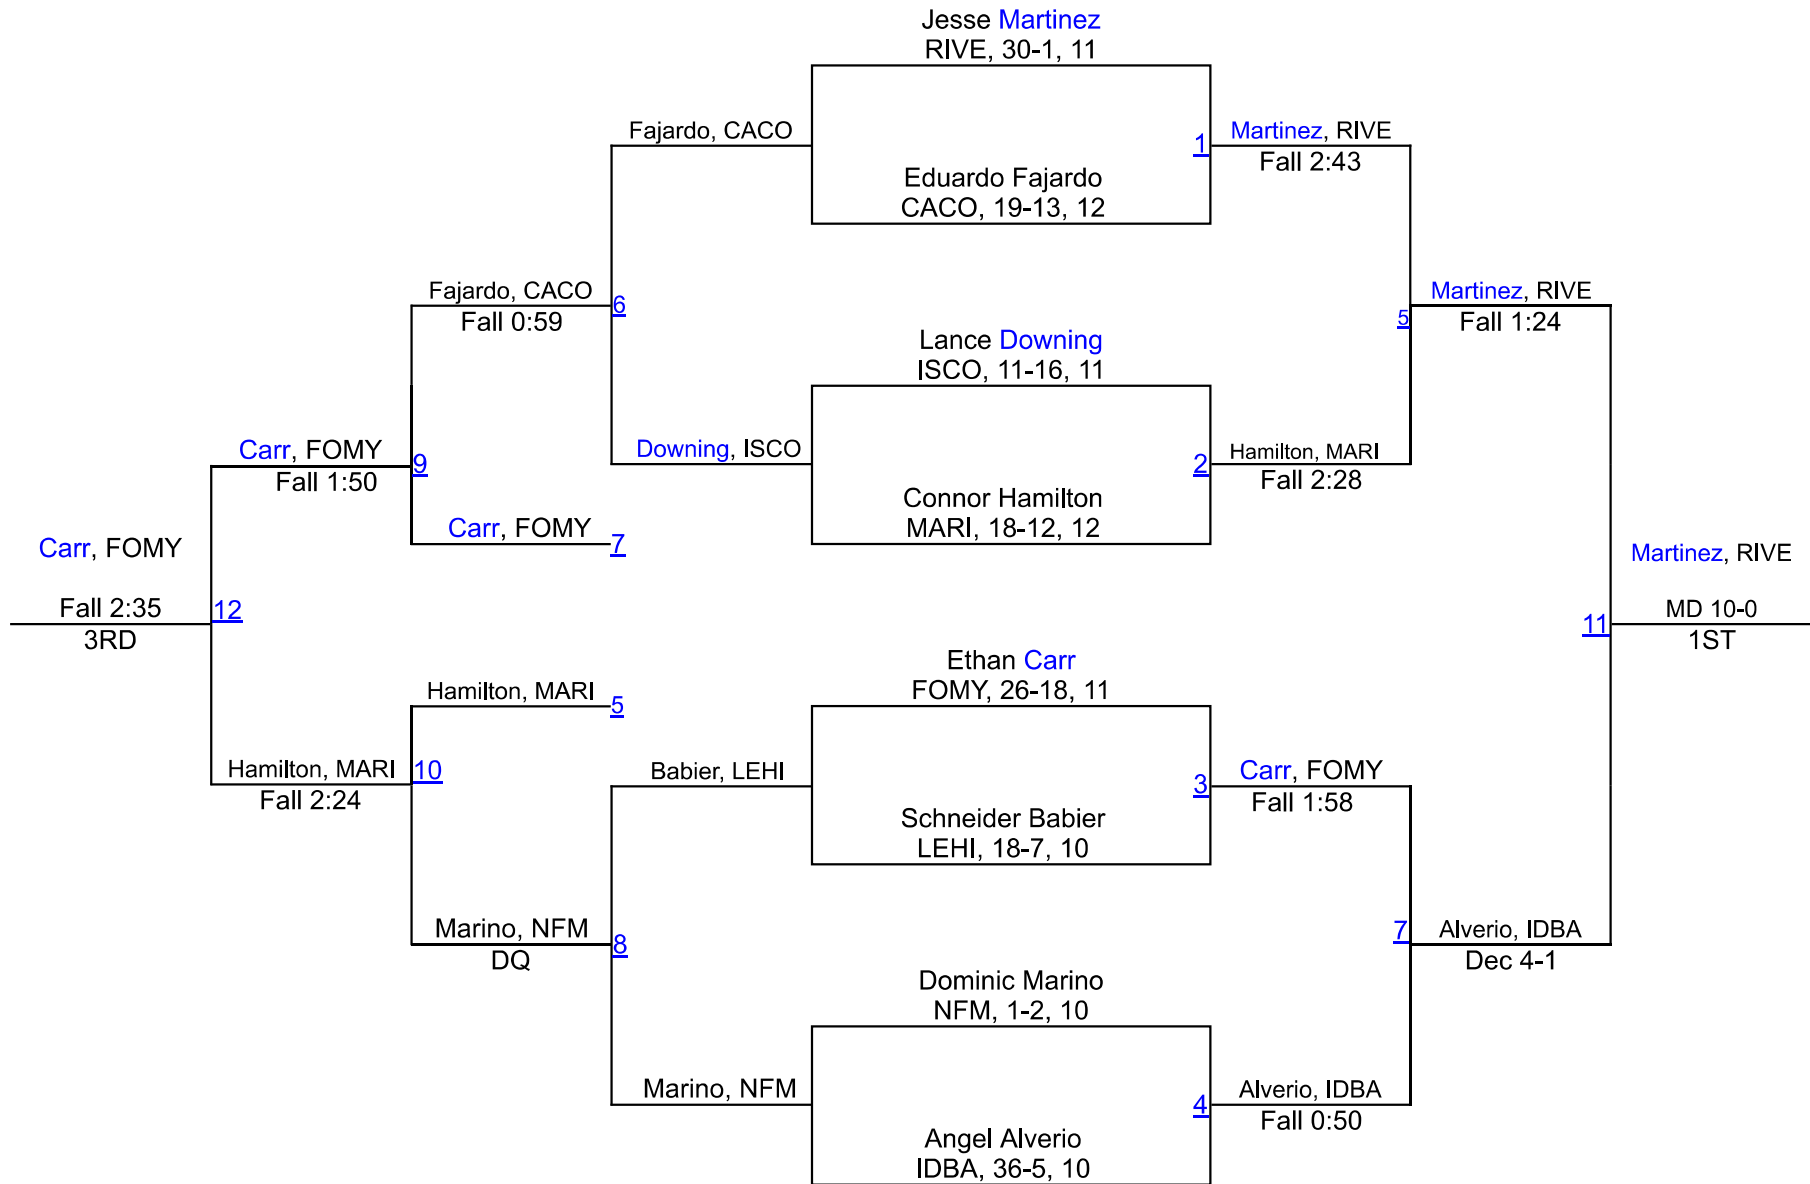 Jesse Martinez
RIVE, 30-1, 11
Fajardo, CACO
1
Martinez, RIVE
Fall 2:43
Eduardo Fajardo
CACO, 19-13, 12
Fajardo, CACO
Fall 0:59
6
Martinez, RIVE
5
Fall 1:24
Lance Downing
ISCO, 11-16, 11
Carr, FOMY
Fall 1:50
9
Downing, ISCO
2
Hamilton, MARI
Fall 2:28
Connor Hamilton
MARI, 18-12, 12
Carr, FOMY
7
Carr, FOMY
Fall 2:35
3RD
12
Martinez, RIVE
11
MD 10-0
1ST
Ethan Carr
FOMY, 26-18, 11
Hamilton, MARI
5
Hamilton, MARI
Fall 2:24
10
Babier, LEHI
3
Carr, FOMY
Fall 1:58
Schneider Babier
LEHI, 18-7, 10
Marino, NFM
DQ
8
7
Alverio, IDBA
Dec 4-1
Dominic Marino
NFM, 1-2, 10
Marino, NFM
4
Alverio, IDBA
Fall 0:50
Angel Alverio
IDBA, 36-5, 10